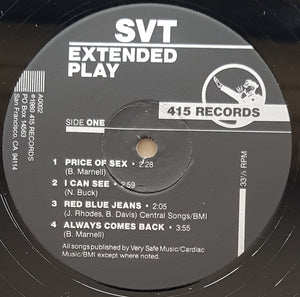 SVT
EXTENDED
PLAY
415 RECORDS
A0002
℗1980 415 RECORDS
PO Box 14563
San Francisco, CA. 94114
SIDE ONE
33⅓ RPM
1 PRICE OF SEX • 2:28
(B. Marnell)
2 I CAN SEE • 2:59
(N. Buck)
3 RED BLUE JEANS • 2:05
(J. Rhodes, B. Davis) Central Songs/BMI
4 ALWAYS COMES BACK • 3:55
(B. Marnell)
All songs published by Very Safe Music/Cardiac
Music/BMI except where noted.